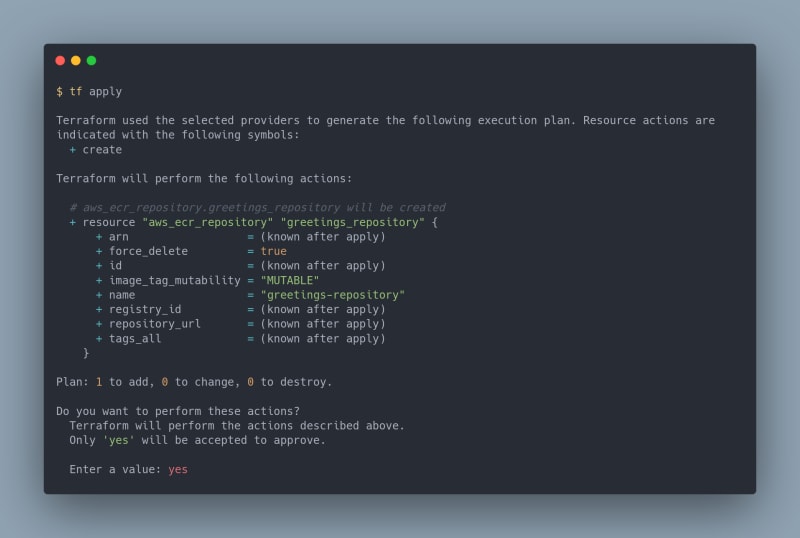 $ tf apply
Terraform used the selected providers to generate the following execution plan. Resource actions are
indicated with the following symbols:
  + create
Terraform will perform the following actions:
  # aws_ecr_repository.greetings_repository will be created
  + resource "aws_ecr_repository" "greetings_repository" {
      + arn                  = (known after apply)
      + force_delete         = true
      + id                   = (known after apply)
      + image_tag_mutability = "MUTABLE"
      + name                 = "greetings-repository"
      + registry_id          = (known after apply)
      + repository_url       = (known after apply)
      + tags_all             = (known after apply)
    }
Plan: 1 to add, 0 to change, 0 to destroy.
Do you want to perform these actions?
  Terraform will perform the actions described above.
  Only 'yes' will be accepted to approve.
  Enter a value: yes